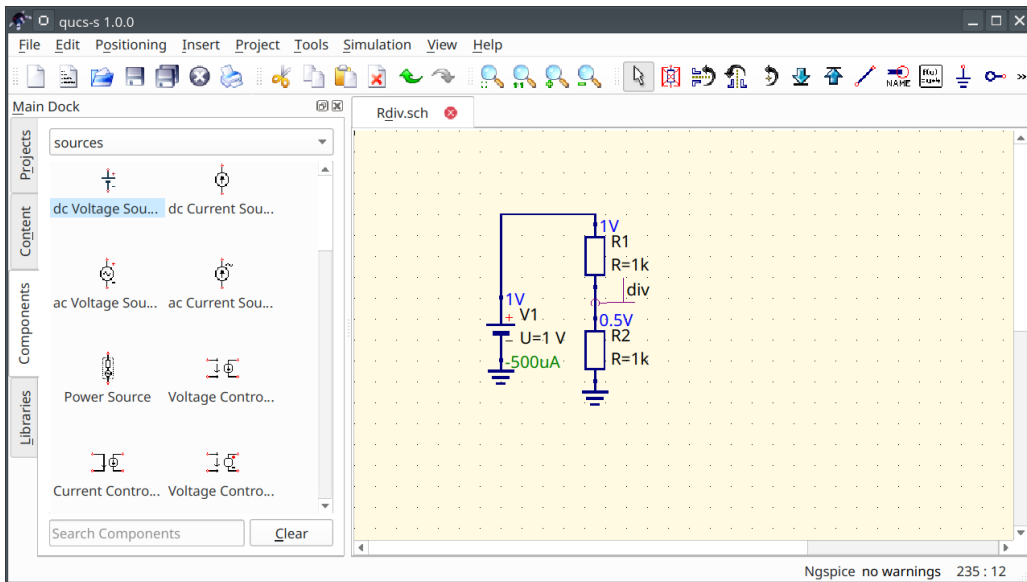 qucs-s 1.0.0
File Edit Positioning Insert Project Tools Simulation View Help
NAME
Main Dock
Rdiv.sch
Projects
Content
Components
Libraries
sources
dc Voltage Sou... dc Current Sou...
ac Voltage Sou... ac Current Sou...
Power Source Voltage Contro...
Current Contro... Voltage Contro...
Search Components Clear
1V
R1
R=1k
div
1V
+ V1
- U=1 V
-500uA
0.5V
R2
R=1k
Ngspice no warnings 235 : 12